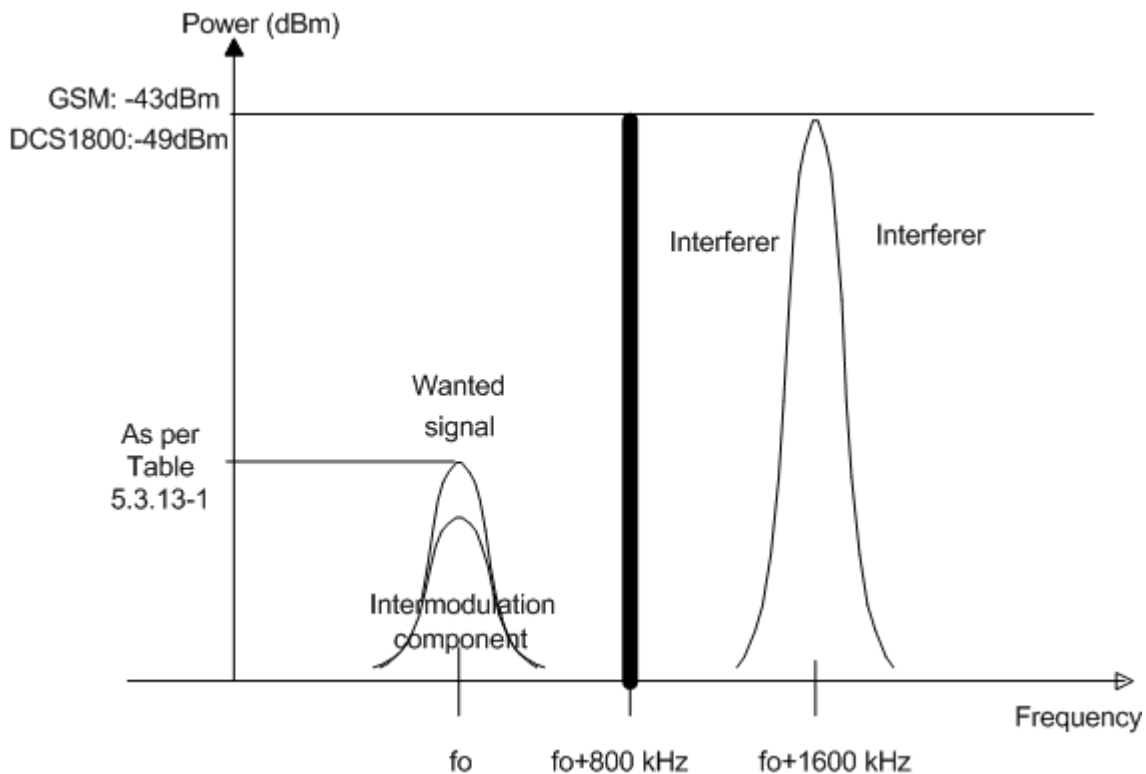 Power (dBm)
GSM: -43dBm
DCS1800:-49dBm
Interferer
Interferer
Wanted
signal
As per
Table
5.3.13-1
Intermodulation
component
Frequency
fo
fo+800 kHz
fo+1600 kHz